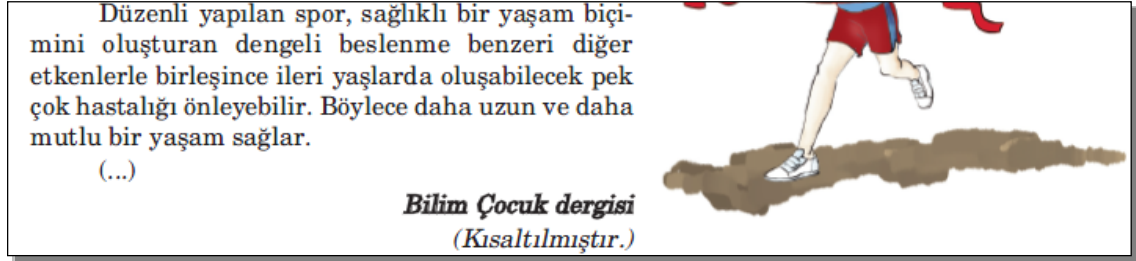 Düzenli yapılan spor, sağlıklı bir yaşam biçi-
mini oluşturan dengeli beslenme benzeri diğer
etkenlerle birleşince ileri yaşlarda oluşabilecek pek
çok hastalığı önleyebilir. Böylece daha uzun ve daha
mutlu bir yaşam sağlar.
(...)
Bilim Çocuk dergisi
(Kısaltılmıştır.)